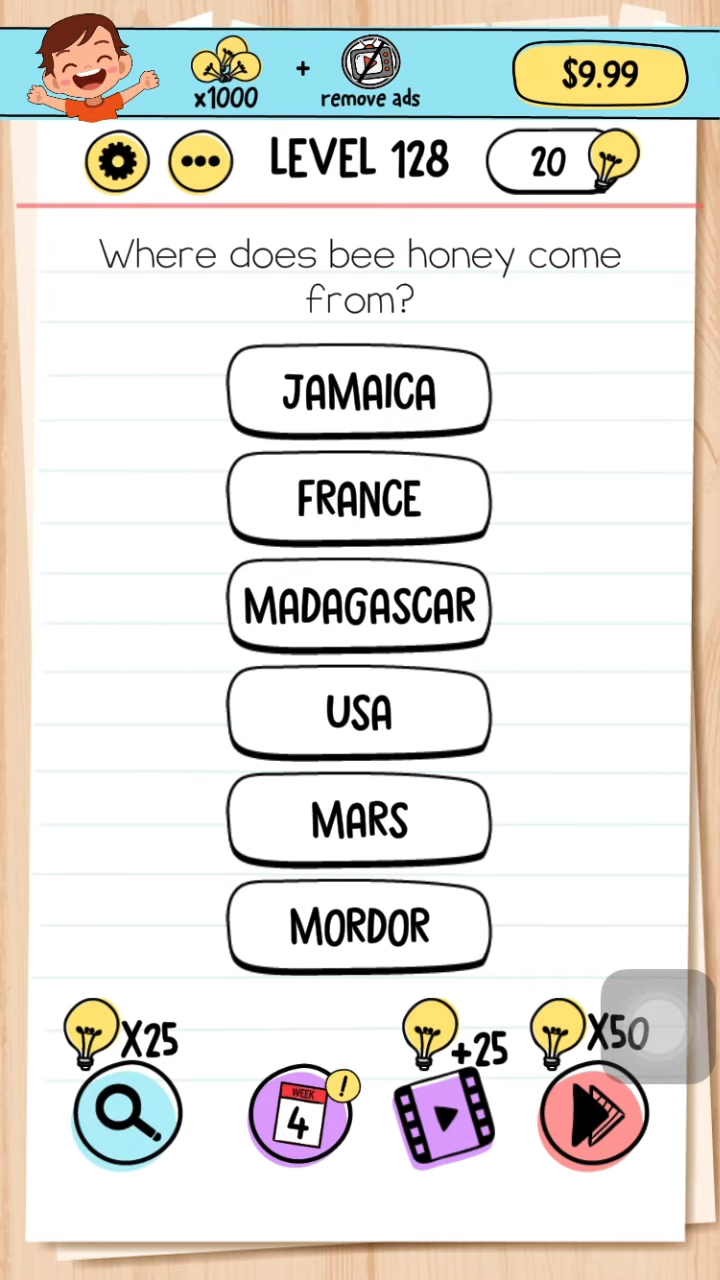 x1000 + remove ads $9.99
LEVEL 128 20
Where does bee honey come
from?
JAMAICA
FRANCE
MADAGASCAR
USA
MARS
MORDOR
X25 +25 X50
WEEK
4 !